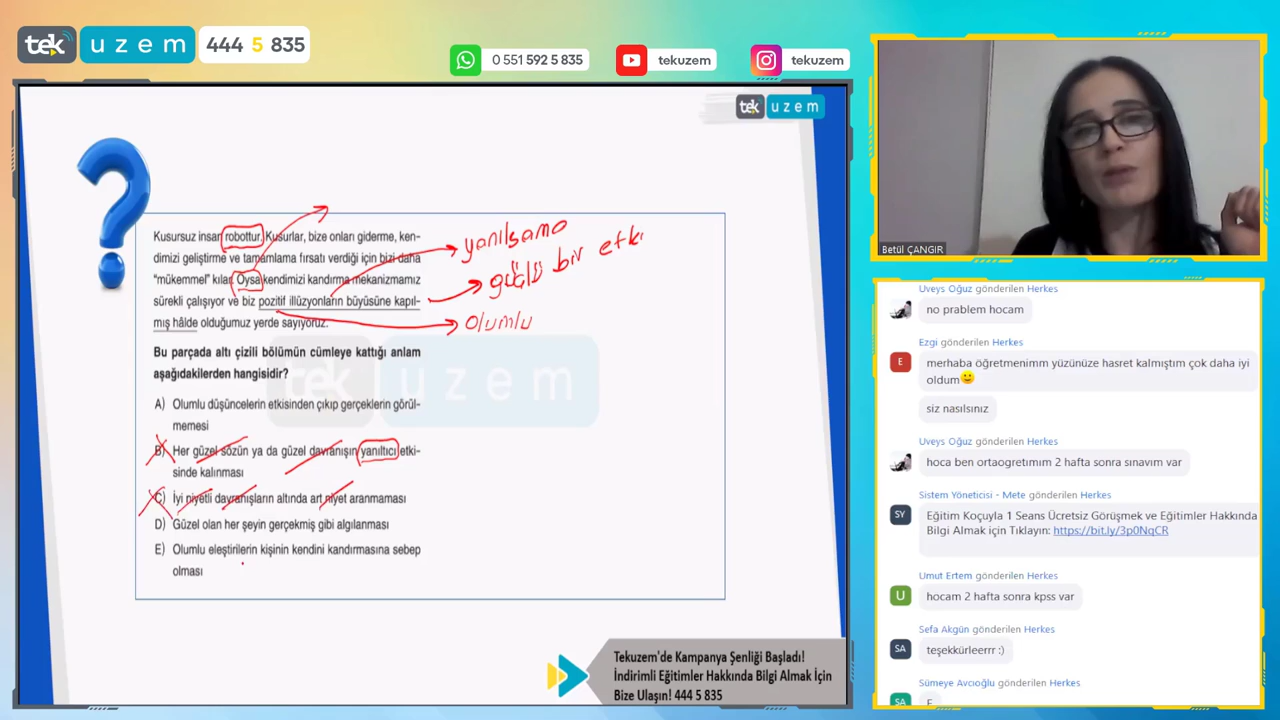 tek uzem 444 5 835
0 551 592 5 835
tekuzem
tekuzem
tek uzem
Kusursuz insan robottur. Kusurlar, bize onları giderme, ken-
dimizi geliştirme ve tamamlama fırsatı verdiği için bizi daha
“mükemmel” kılar. Oysa kendimizi kandırma mekanizmamız
sürekli çalışıyor ve biz pozitif illüzyonların büyüsüne kapıl-
mış hâlde olduğumuz yerde sayıyoruz.
yanılsama
güçlü bir etki
olumlu
Bu parçada altı çizili bölümün cümleye kattığı anlam
aşağıdakilerden hangisidir?
tek uzem
A) Olumlu düşüncelerin etkisinden çıkıp gerçeklerin görül-
memesi
B) Her güzel sözün ya da güzel davranışın yanıltıcı etki-
sinde kalınması
C) İyi niyetli davranışların altında art niyet aranmaması
D) Güzel olan her şeyin gerçekmiş gibi algılanması
E) Olumlu eleştirilerin kişinin kendini kandırmasına sebep
olması
Tekuzem'de Kampanya Şenliği Başladı!
İndirimli Eğitimler Hakkında Bilgi Almak İçin
Bize Ulaşın! 444 5 835
Betül ÇANGIR
Uveys Oğuz gönderilen Herkes
no prablem hocam
Ezgi gönderilen Herkes
E
merhaba öğretmenimm yüzünüze hasret kalmıştım çok daha iyi
oldum
siz nasılsınız
Uveys Oğuz gönderilen Herkes
hoca ben ortaogretımım 2 hafta sonra sınavım var
Sistem Yöneticisi - Mete gönderilen Herkes
SY
Eğitim Koçuyla 1 Seans Ücretsiz Görüşmek ve Eğitimler Hakkında
Bilgi Almak için Tıklayın: https://bit.ly/3p0NqCR
Umut Ertem gönderilen Herkes
U
hocam 2 hafta sonra kpss var
Sefa Akgün gönderilen Herkes
SA
teşekkürleerrr :)
Sümeye Avcıoğlu gönderilen Herkes
SA
E